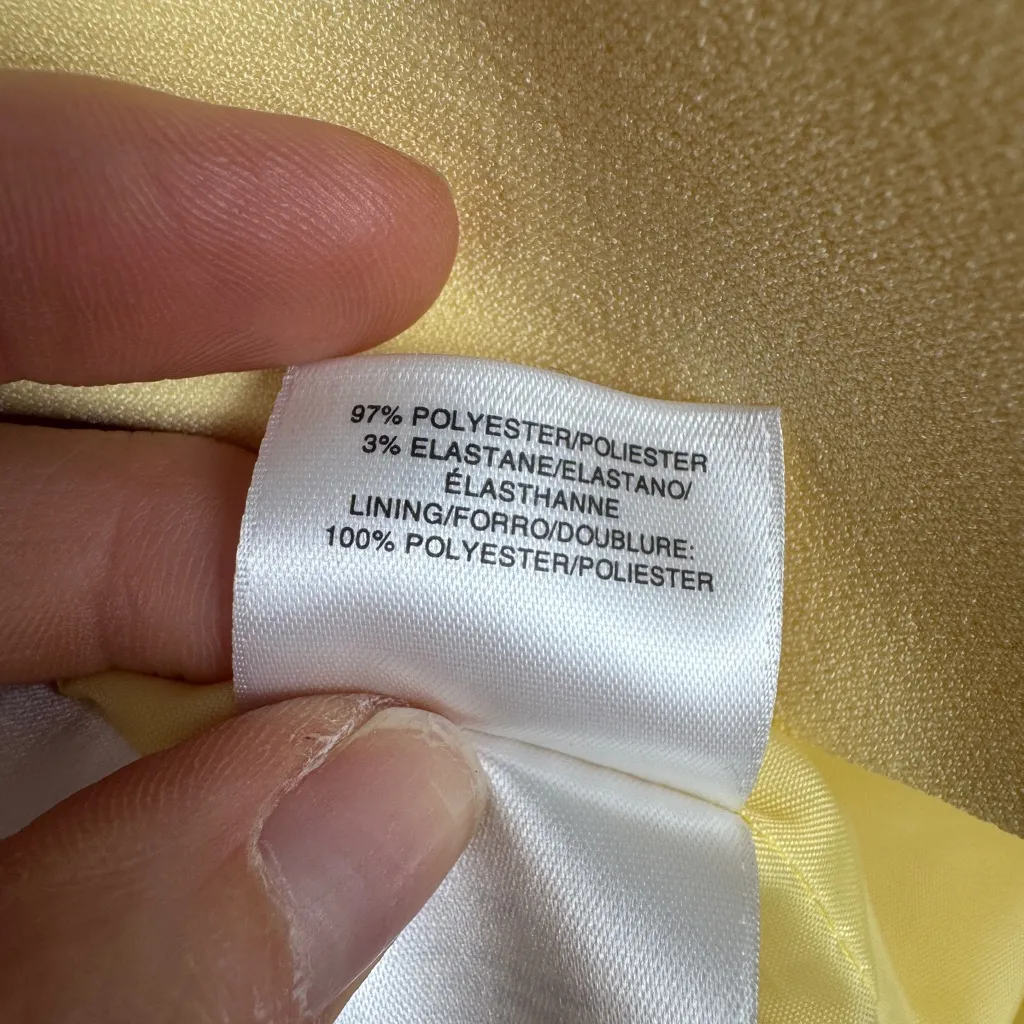 97% POLYESTER/POLIESTER
3% ELASTANE/ELASTANO/
ÉLASTHANNE
LINING/FORRO/DOUBLURE:
100% POLYESTER/POLIESTER